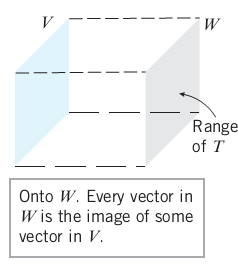 V W
Range
of T
Onto W. Every vector in
W is the image of some
vector in V.